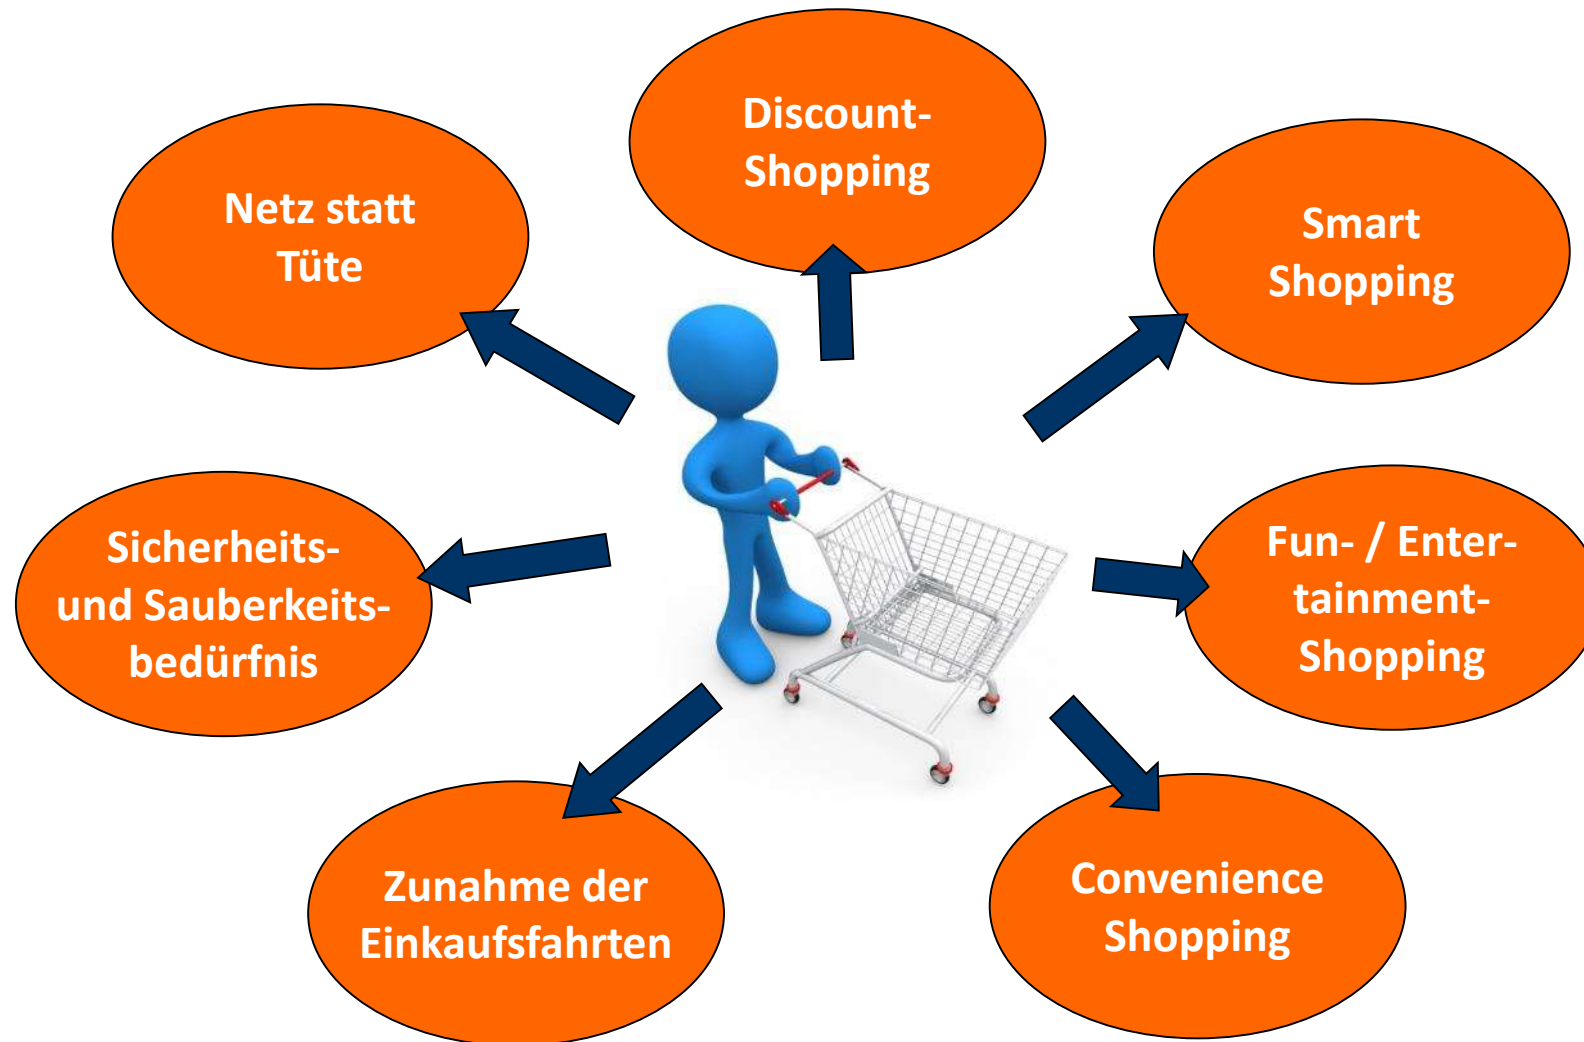 Discount-
Shopping
Netz statt
Tüte
Smart
Shopping
Sicherheits-
und Sauberkeits-
bedürfnis
Fun- / Enter-
tainment-
Shopping
Zunahme der
Einkaufsfahrten
Convenience
Shopping